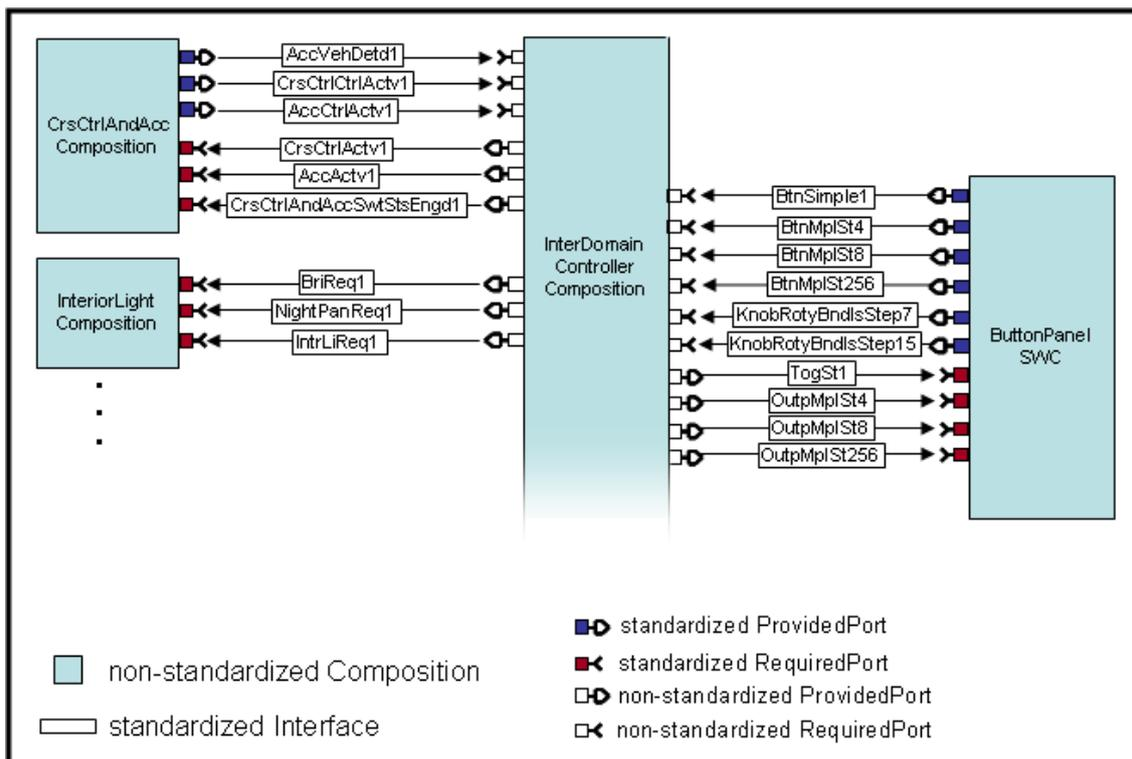 CrsCtrlAndAcc
Composition
AccVehDetd1
CrsCtrlCtrlActv1
AccCtrlActv1
CrsCtrlActv1
AccActv1
CrsCtrlAndAccSwtStsEngd1
InteriorLight
Composition
BriReq1
NightPanReq1
IntrLiReq1
InterDomain
Controller
Composition
BtnSimple1
BtnMplSt4
BtnMplSt8
BtnMplSt256
KnobRotyBndlsStep7
KnobRotyBndlsStep15
TogSt1
OutpMplSt4
OutpMplSt8
OutpMplSt256
ButtonPanel
SWC
non-standardized Composition
standardized Interface
standardized ProvidedPort
standardized RequiredPort
non-standardized ProvidedPort
non-standardized RequiredPort